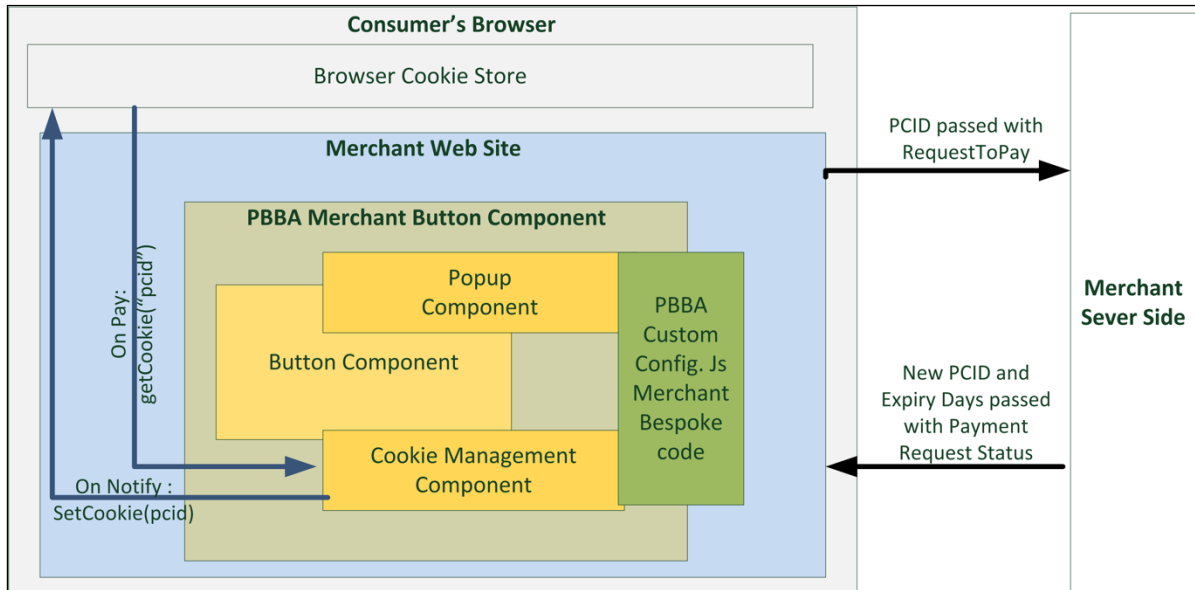 Consumer's Browser
Browser Cookie Store
Merchant Web Site
PBBA Merchant Button Component
Popup
Component
Button Component
Cookie Management
Component
PBBA
Custom
Config. Js
Merchant
Bespoke
code
On Pay:
getCookie("pcid")
On Notify :
SetCookie(pcid)
PCID passed with
RequestToPay
New PCID and
Expiry Days passed
with Payment
Request Status
Merchant
Sever Side